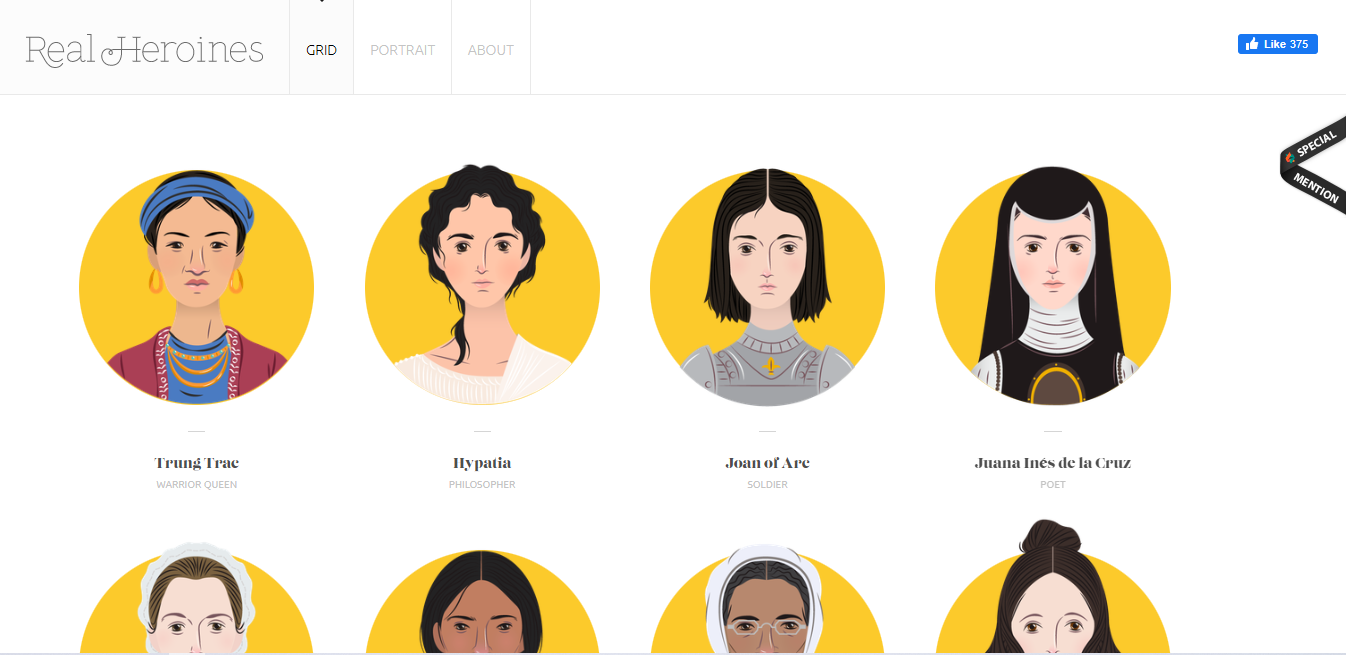 Real Heroines
GRID
PORTRAIT
ABOUT
Like 375
SPECIAL
MENTION
Trung Trac
WARRIOR QUEEN
Hypatia
PHILOSOPHER
Joan of Arc
SOLDIER
Juana Inés de la Cruz
POET